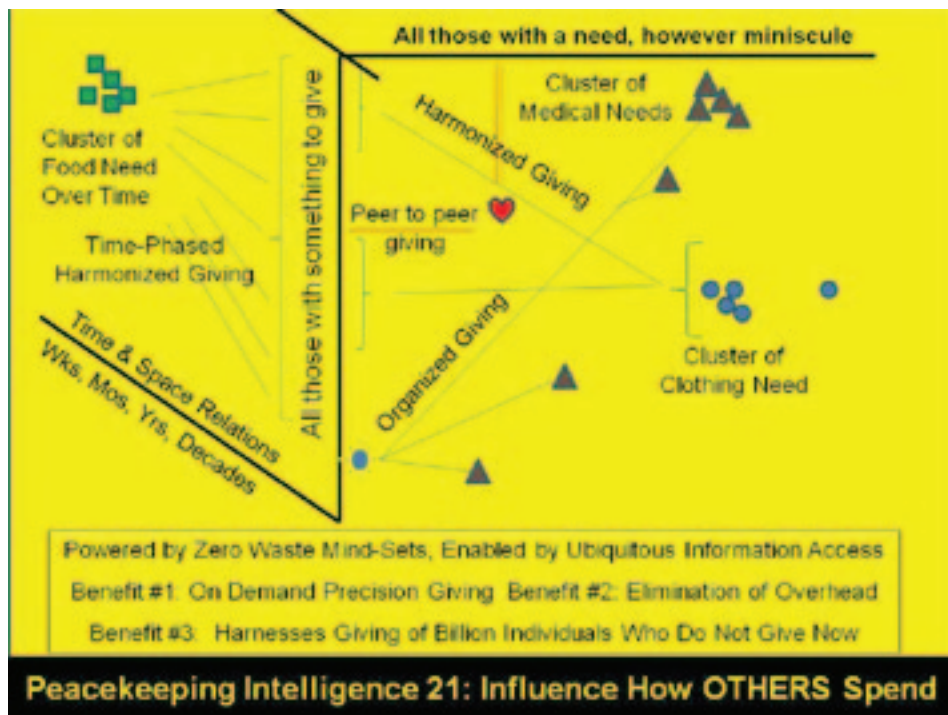 All those with a need, however miniscule
Cluster of
Food Need
Over Time
Time-Phased
Harmonized Giving
Time & Space Relations
Wks, Mos, Yrs, Decades
All those with something to give
Harmonized Giving
Cluster of
Medical Needs
Peer to peer
giving
Organized Giving
Cluster of
Clothing Need
Powered by Zero Waste Mind-Sets, Enabled by Ubiquitous Information Access
Benefit #1: On Demand Precision Giving Benefit #2: Elimination of Overhead
Benefit #3: Harnesses Giving of Billion Individuals Who Do Not Give Now
Peacekeeping Intelligence 21: Influence How OTHERS Spend